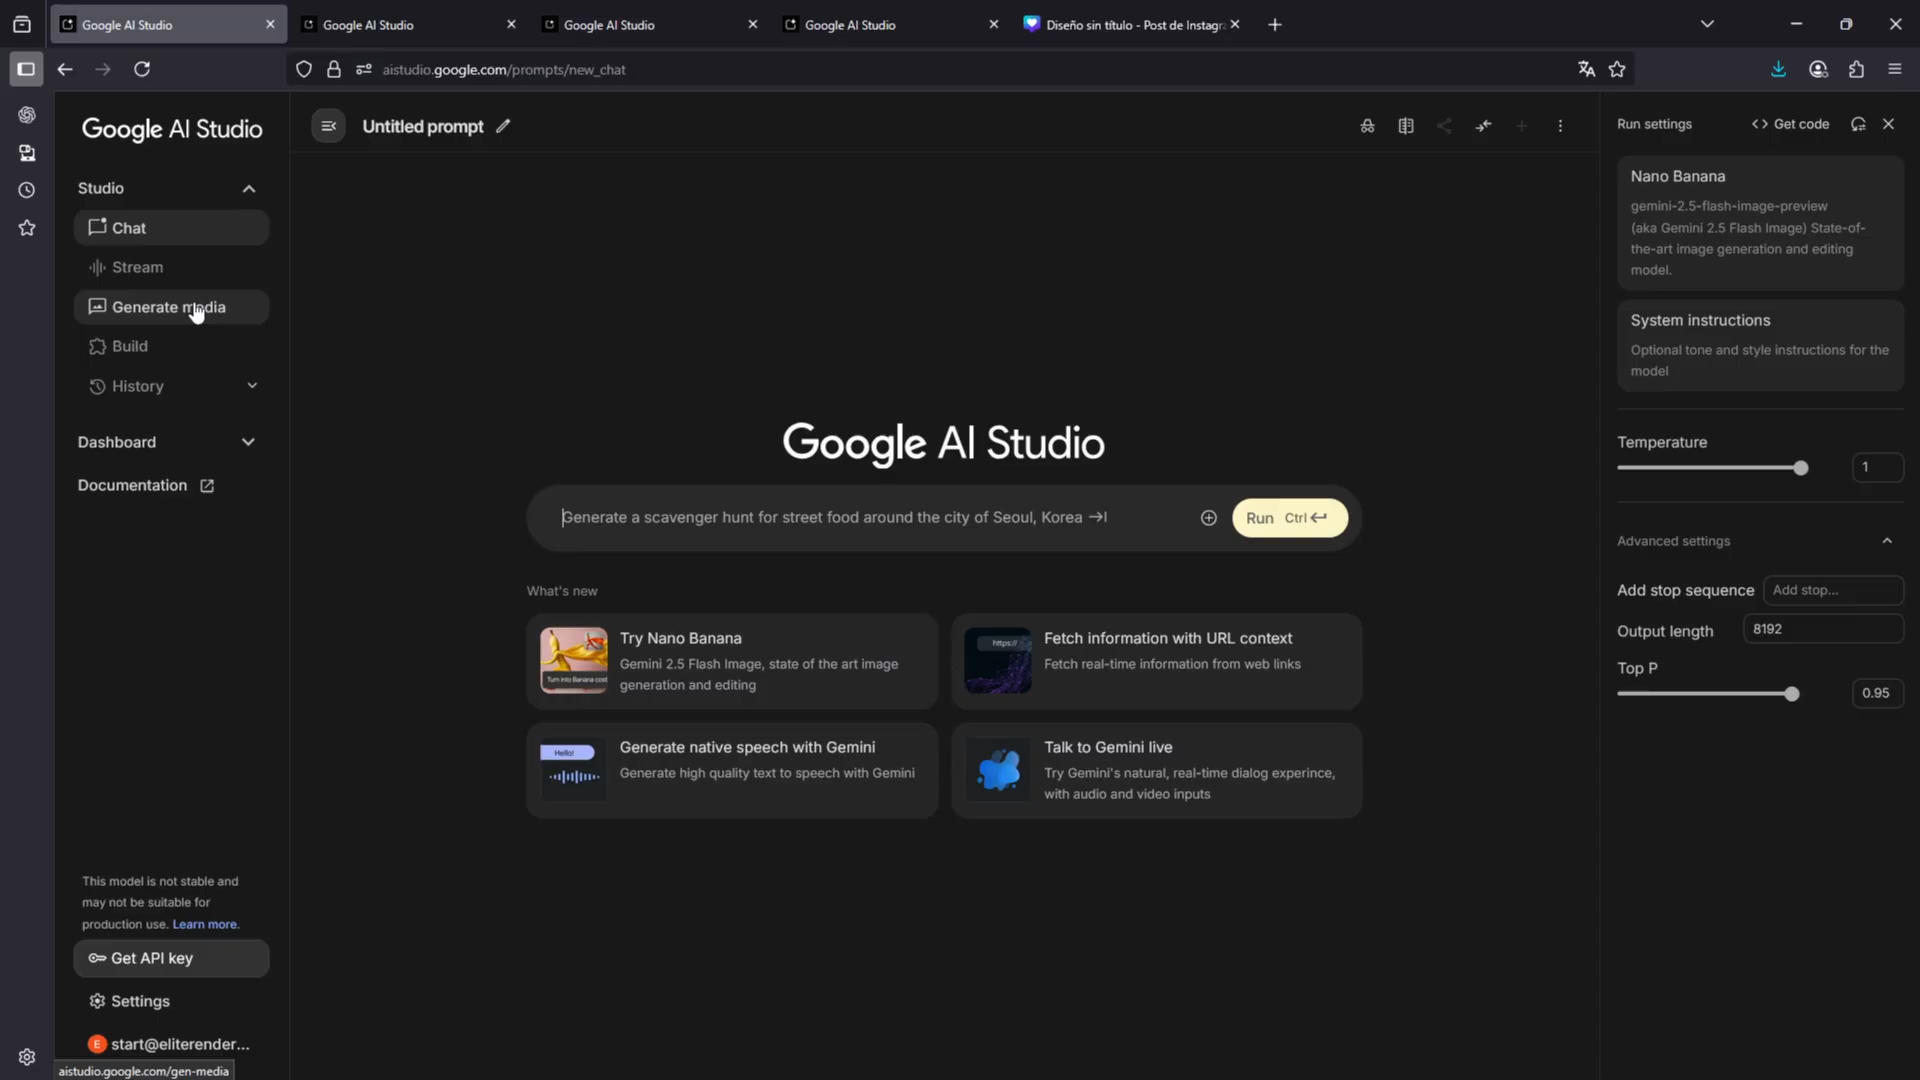 Google AI Studio
Google AI Studio
Google AI Studio
Google AI Studio
Diseño sin título - Post de Instagr
aistudio.google.com/prompts/new_chat
Google AI Studio
Studio
Chat
Stream
Generate media
Build
History
Dashboard
Documentation
This model is not stable and
may not be suitable for
production use. Learn more.
Get API key
Settings
E start@eliterender...
aistudio.google.com/gen-media
Untitled prompt
Google AI Studio
Generate a scavenger hunt for street food around the city of Seoul, Korea
Run Ctrl
What's new
Try Nano Banana
Gemini 2.5 Flash Image, state of the art image
generation and editing
Turn into Banana cost
Fetch information with URL context
Fetch real-time information from web links
https://
Generate native speech with Gemini
Generate high quality text to speech with Gemini
Hello!
Talk to Gemini live
Try Gemini's natural, real-time dialog experince,
with audio and video inputs
Run settings
<> Get code
Nano Banana
gemini-2.5-flash-image-preview
(aka Gemini 2.5 Flash Image) State-of-
the-art image generation and editing
model.
System instructions
Optional tone and style instructions for the
model
Temperature
1
Advanced settings
Add stop sequence Add stop...
Output length 8192
Top P
0.95